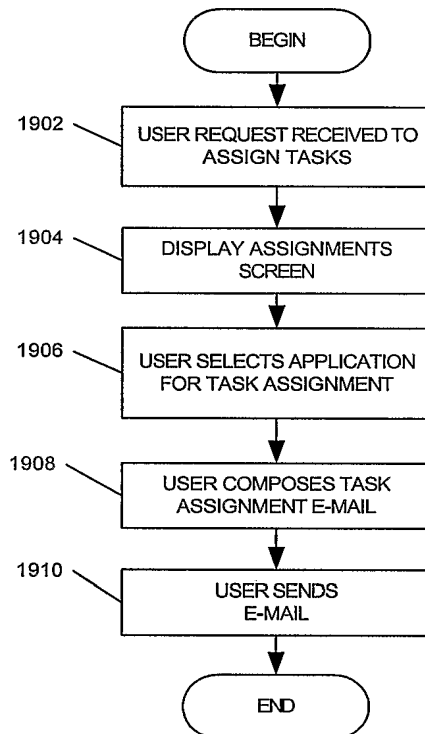 BEGIN
1902
USER REQUEST RECEIVED TO
ASSIGN TASKS
1904
DISPLAY ASSIGNMENTS
SCREEN
1906
USER SELECTS APPLICATION
FOR TASK ASSIGNMENT
1908
USER COMPOSES TASK
ASSIGNMENT E-MAIL
1910
USER SENDS
E-MAIL
END